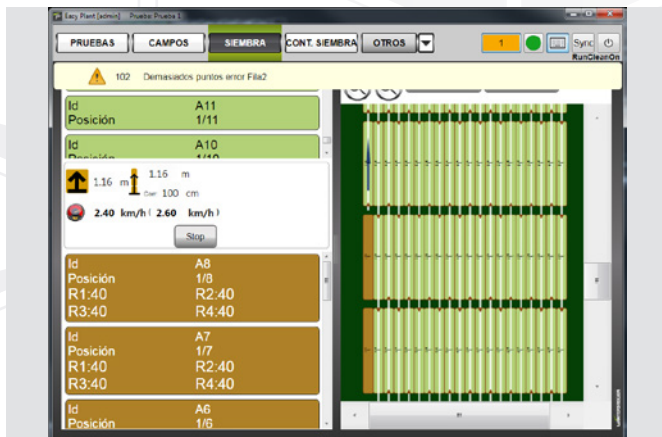 Easy Plant [admin] Prueba: Prueba 1
PRUEBAS CAMPOS SIEMBRA CONT. SIEMBRA OTROS 1 Sync
RunCleanOn
102 Demasiados puntos error Fila2
Id A11
Posición 1/11
Id A10
Posición 1/10
1.16 m 1.16 m
100 cm
2.40 km/h ( 2.60 km/h )
Stop
Id A8
Posición 1/8
R1:40 R2:40
R3:40 R4:40
Id A7
Posición 1/7
R1:40 R2:40
R3:40 R4:40
Id A6
Posición 1/6